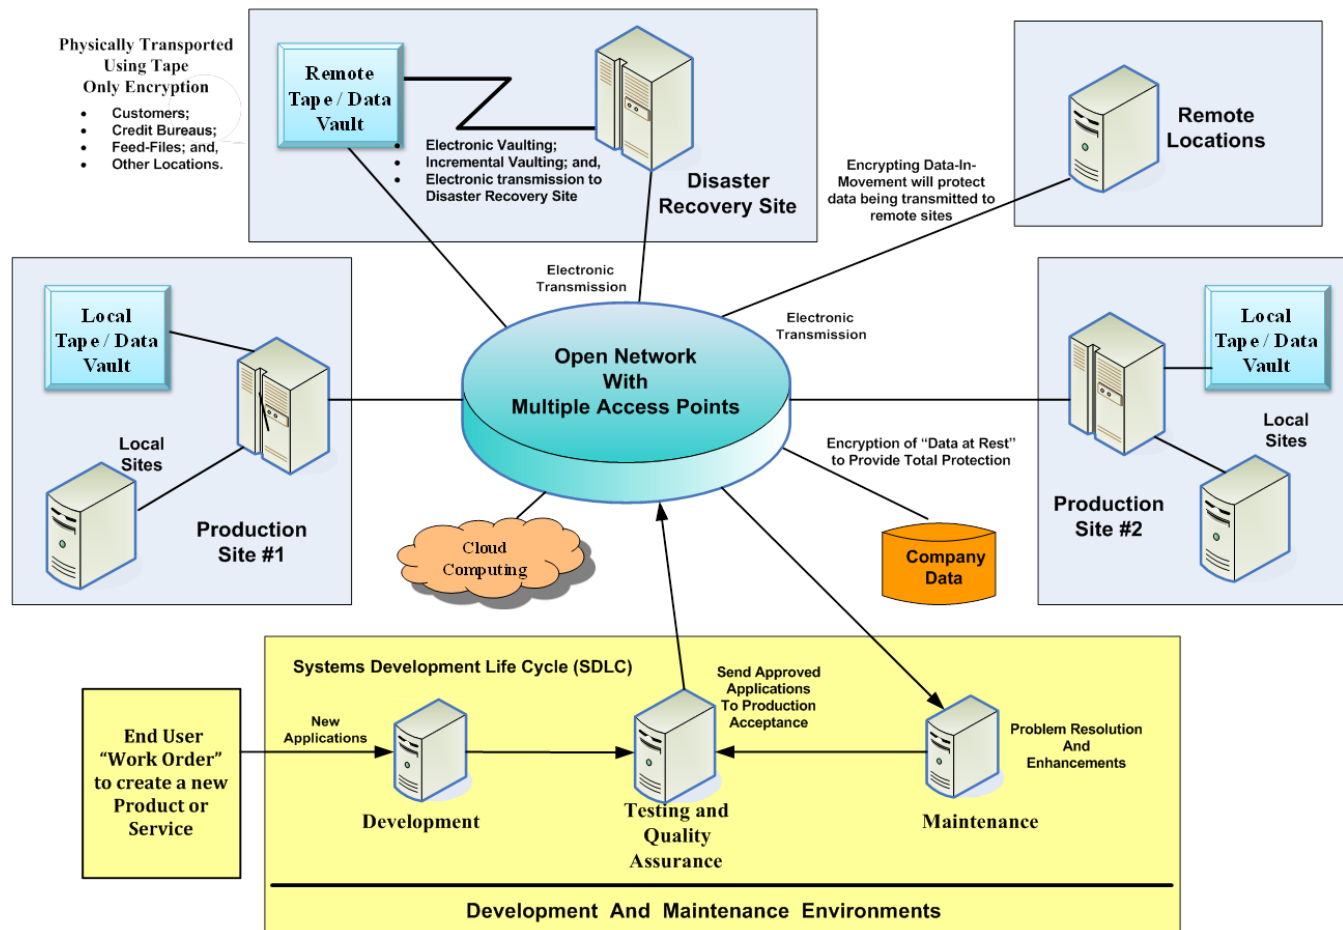 Physically Transported
Using Tape
Only Encryption
• Customers;
• Credit Bureaus;
• Feed-Files; and,
• Other Locations.
Remote
Tape / Data
Vault
• Electronic Vaulting;
• Incremental Vaulting; and,
• Electronic transmission to
Disaster Recovery Site
Disaster
Recovery Site
Remote
Locations
Encrypting Data-In-
Movement will protect
data being transmitted to
remote sites
Electronic
Transmission
Electronic
Transmission
Local
Tape / Data
Vault
Local
Sites
Production
Site #1
Open Network
With
Multiple Access Points
Local
Tape / Data
Vault
Local
Sites
Production
Site #2
Encryption of “Data at Rest”
to Provide Total Protection
Cloud
Computing
Company
Data
Systems Development Life Cycle (SDLC)
End User
“Work Order”
to create a new
Product or
Service
New
Applications
Development
Send Approved
Applications
To Production
Acceptance
Testing and
Quality
Assurance
Problem Resolution
And
Enhancements
Maintenance
Development And Maintenance Environments